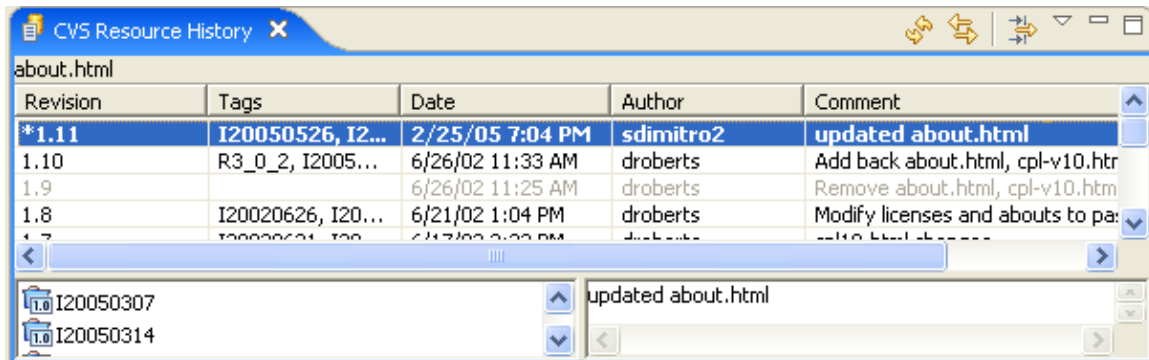 CVS Resource History
about.html
Revision Tags Date Author Comment
*1.11 I20050526, I2... 2/25/05 7:04 PM sdimitro2 updated about.html
1.10 R3_0_2, I2005... 6/26/02 11:33 AM droberts Add back about.html, cpl-v10.htr
1.9 6/26/02 11:25 AM droberts Remove about.html, cpl-v10.htm
1.8 I20020626, I20... 6/21/02 1:04 PM droberts Modify licenses and abouts to pa
I20050307
updated about.html
I20050314